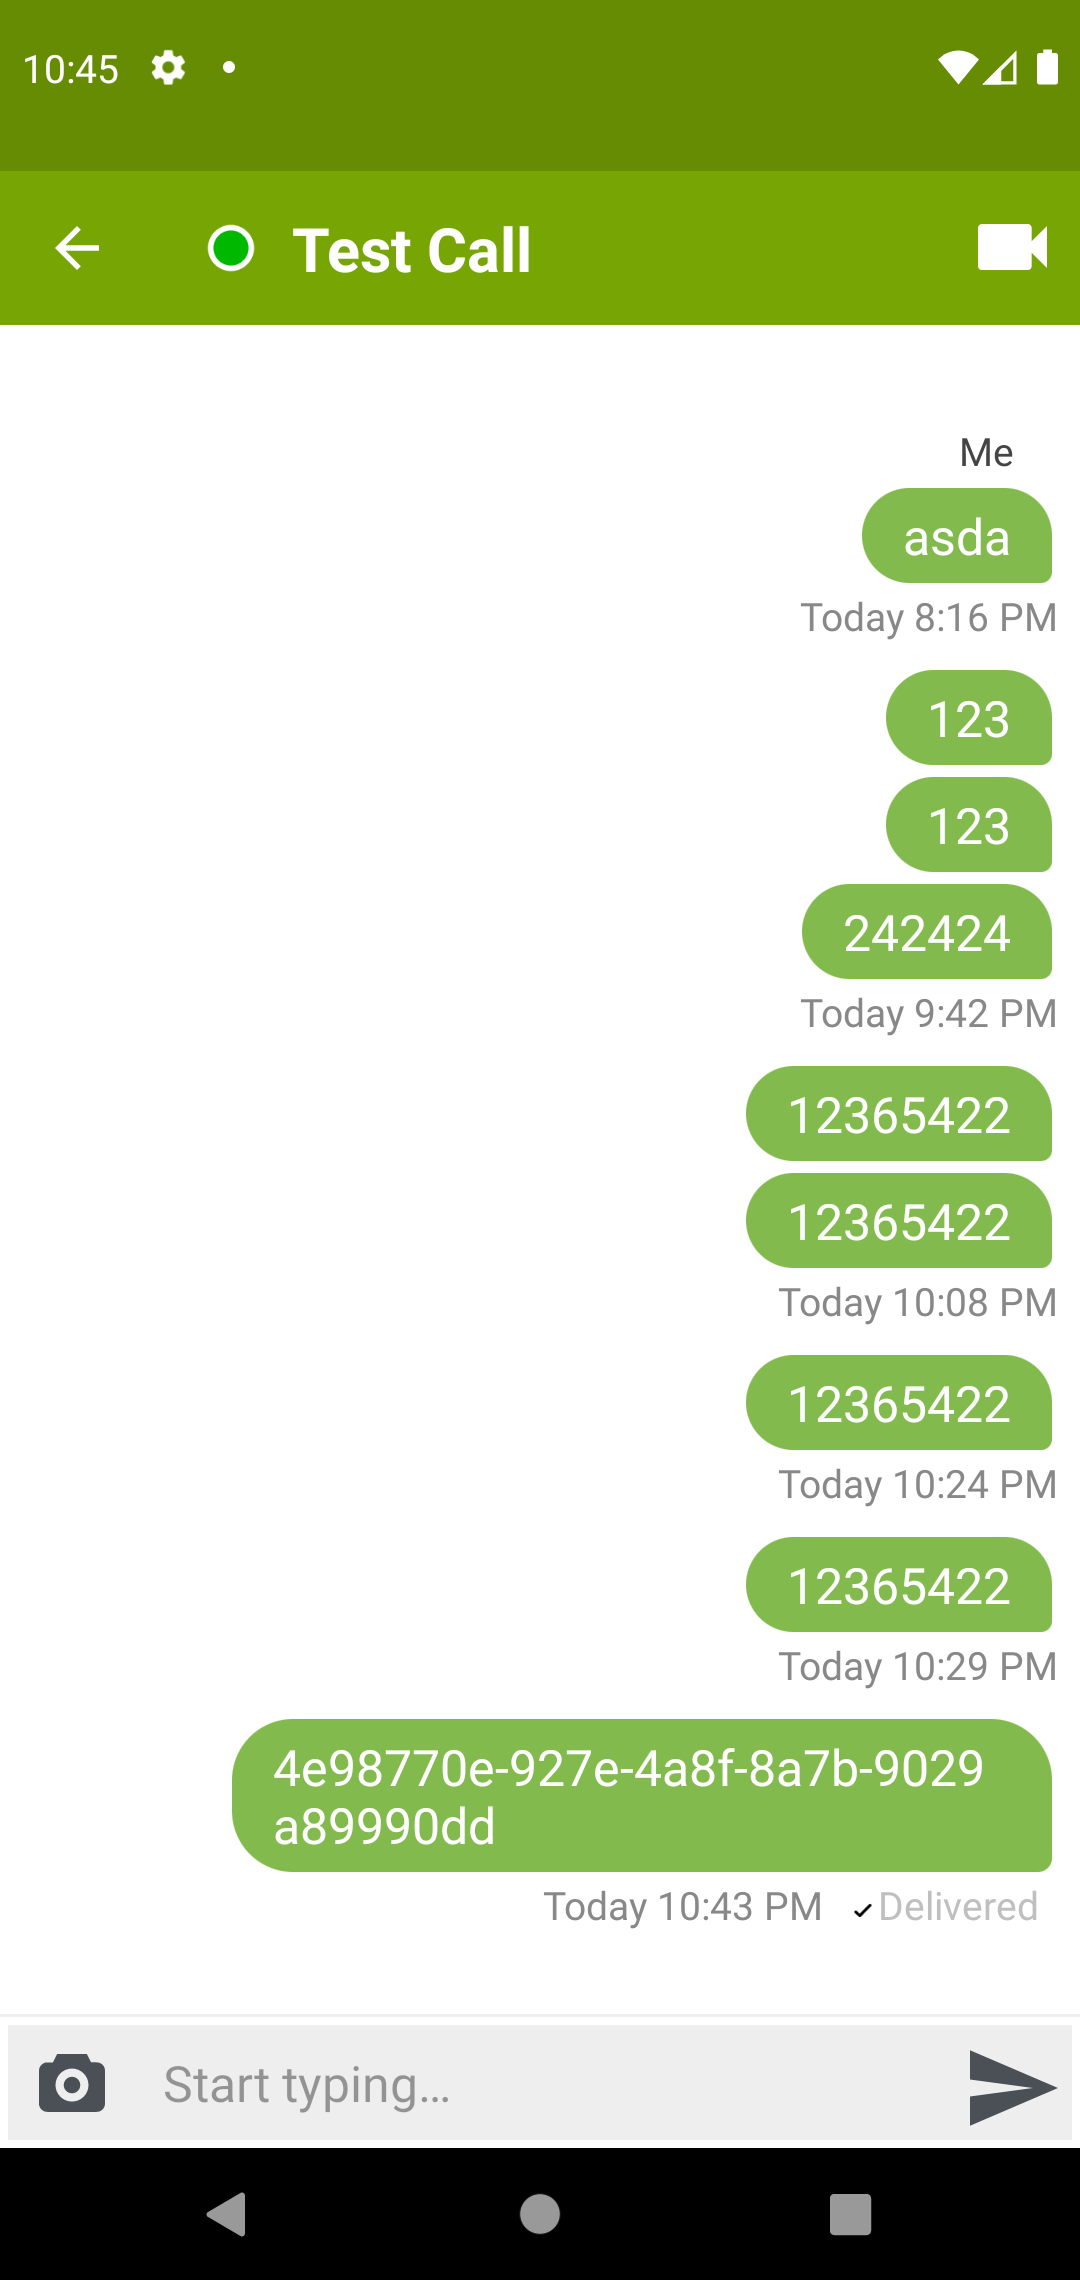 10:45
Test Call
Me
asda
Today 8:16 PM
123
123
242424
Today 9:42 PM
12365422
12365422
Today 10:08 PM
12365422
Today 10:24 PM
12365422
Today 10:29 PM
4e98770e-927e-4a8f-8a7b-9029
a89990dd
Today 10:43 PM Delivered
Start typing…